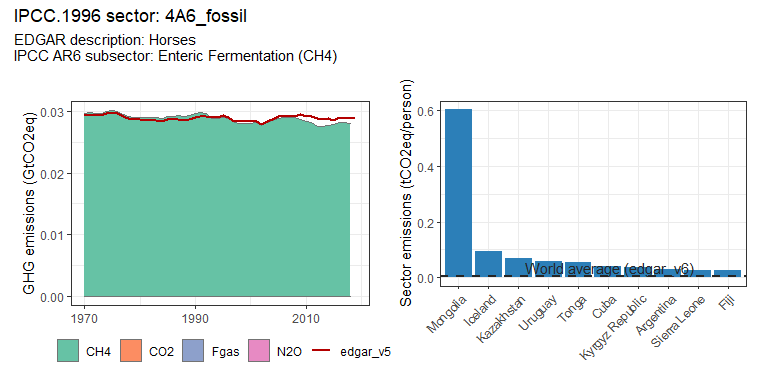 IPCC.1996 sector: 4A6_fossil
EDGAR description: Horses
IPCC AR6 subsector: Enteric Fermentation (CH4)
GHG emissions (GtCO2eq)
0.03
0.02
0.01
0.00
1970
1990
2010
CH4
CO2
Fgas
N2O
edgar_v5
Sector emissions (tCO2eq/person)
0.6
0.4
0.2
0.0
World average (edgar_v6)
Mongolia
Iceland
Kazakhstan
Uruguay
Tonga
Cuba
Kyrgyz Republic
Argentina
Sierra Leone
Fiji